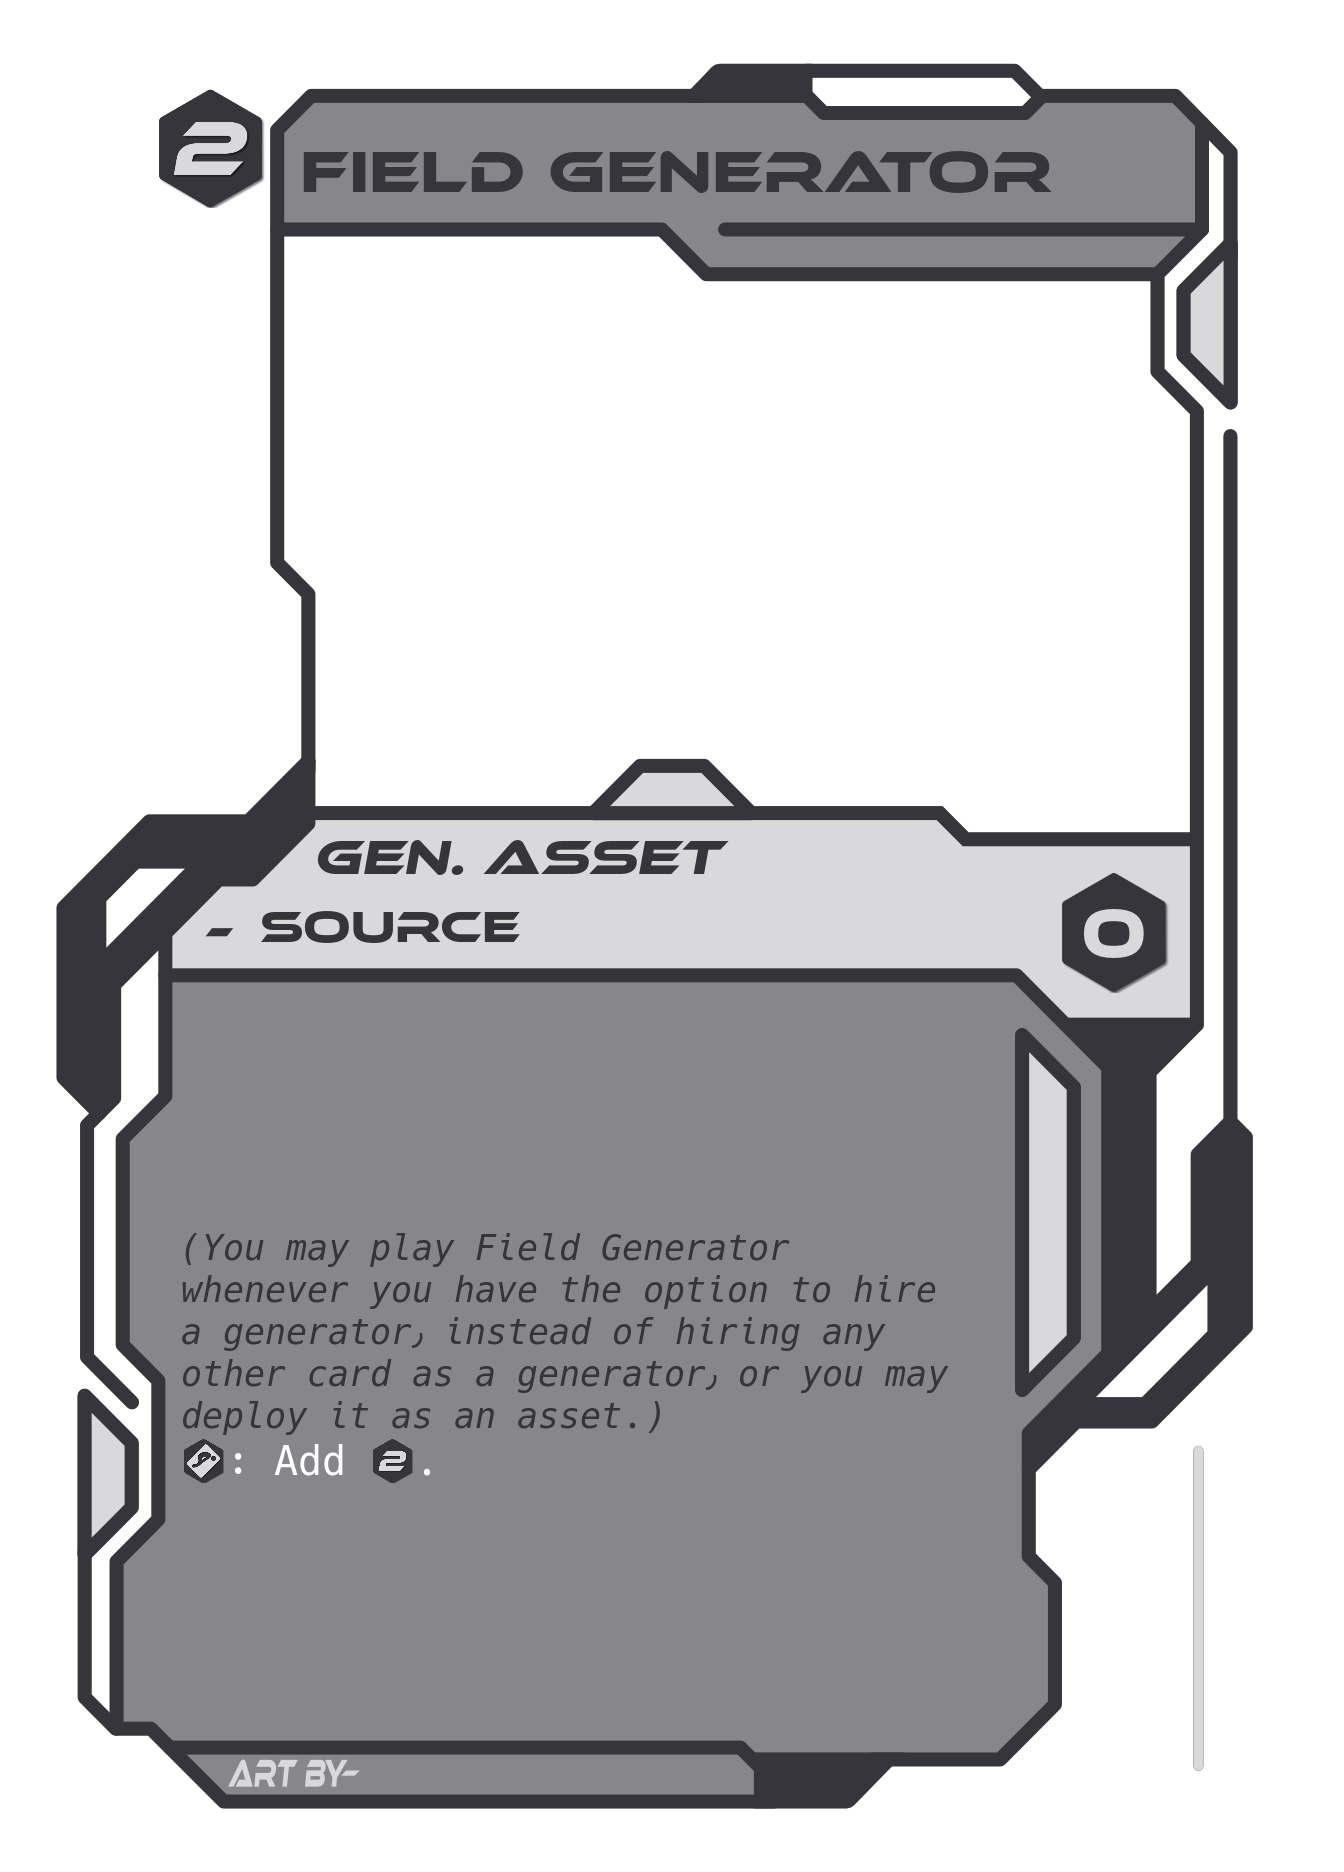 2
FIELD GENERATOR
GEN. ASSET
- SOURCE
0
(You may play Field Generator
whenever you have the option to hire
a generator, instead of hiring any
other card as a generator, or you may
deploy it as an asset.)
: Add 2.
ART BY-